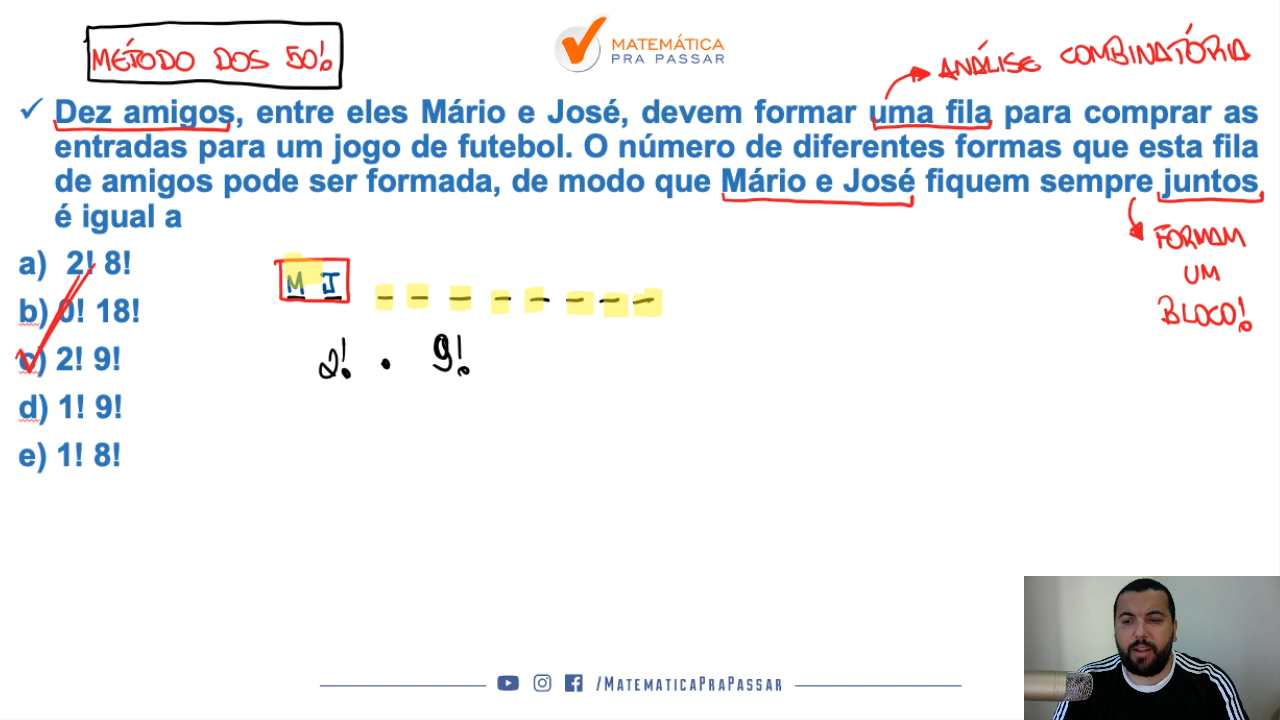 MÉTODO DOS 50!
MATEMÁTICA
PRA PASSAR
ANÁLISE COMBINATÓRIA
✓ Dez amigos, entre eles Mário e José, devem formar uma fila para comprar as
entradas para um jogo de futebol. O número de diferentes formas que esta fila
de amigos pode ser formada, de modo que Mário e José fiquem sempre juntos
é igual a
FORMAM
UM
BLOCO!
a) 2! 8!
b) 0! 18!
c) 2! 9!
d) 1! 9!
e) 1! 8!
M J
2! . 9!
/MATEMATICAPRAPASSAR